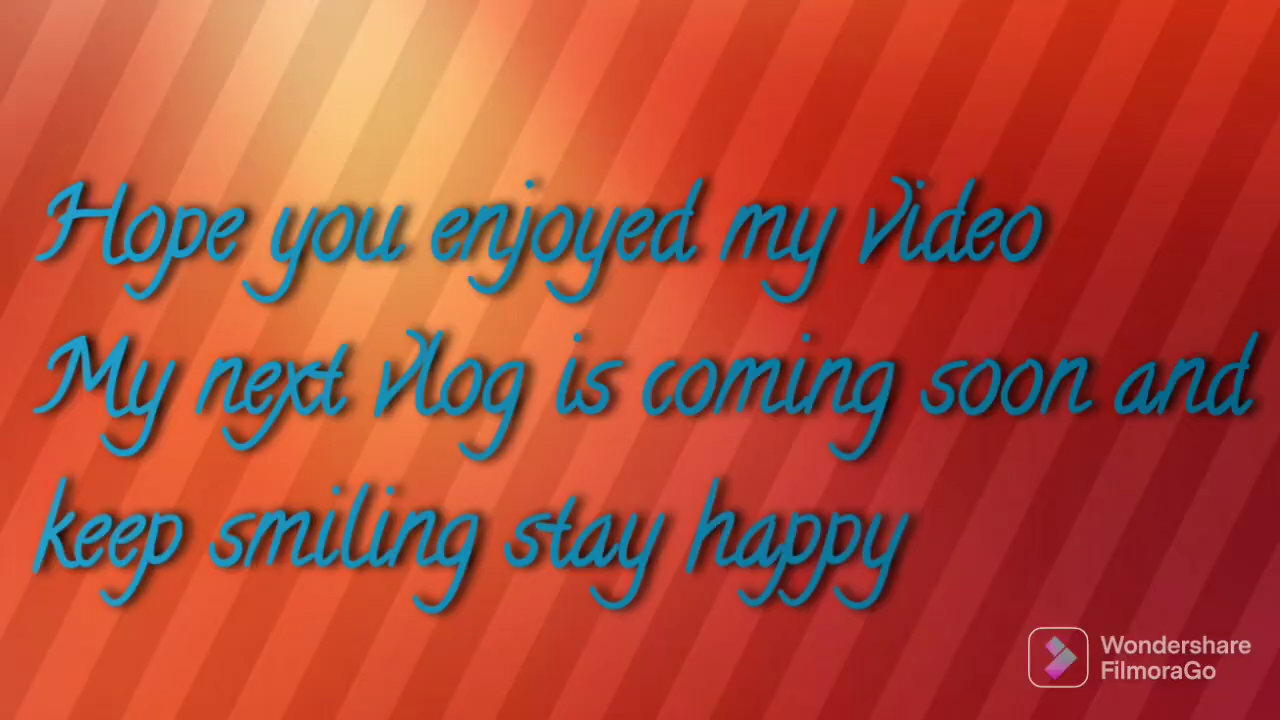 Hope you enjoyed my video
My next vlog is coming soon and
keep smiling stay happy
Wondershare
FilmoraGo